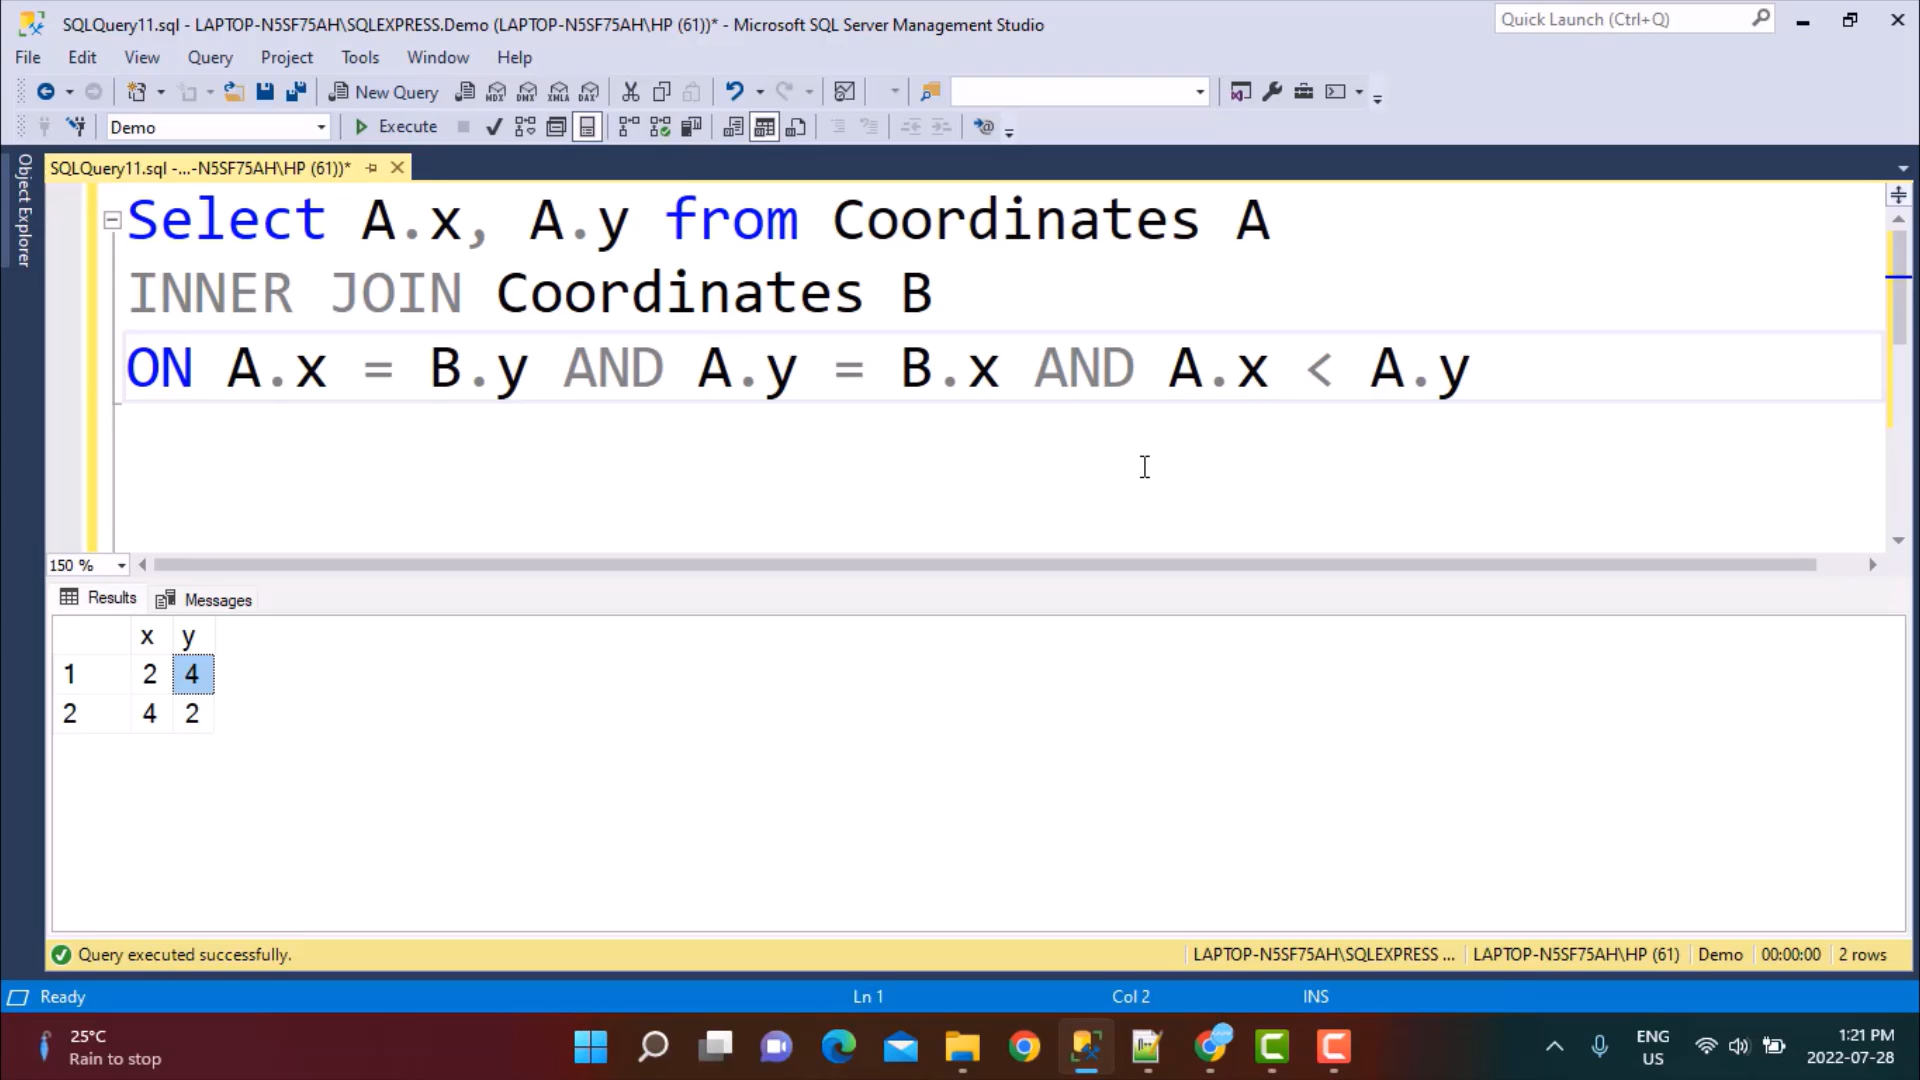 SQLQuery11.sql - LAPTOP-N5SF75AH\SQLEXPRESS.Demo (LAPTOP-N5SF75AH\HP (61))* - Microsoft SQL Server Management Studio
Quick Launch (Ctrl+Q)
File Edit View Query Project Tools Window Help
New Query MDX DMX XMLA DAX
Demo Execute
Object Explorer
SQLQuery11.sql -...-N5SF75AH\HP (61))*
Select A.x, A.y from Coordinates A
INNER JOIN Coordinates B
ON A.x = B.y AND A.y = B.x AND A.x < A.y
150 %
Results Messages
x y
1 2 4
2 4 2
Query executed successfully.
LAPTOP-N5SF75AH\SQLEXPRESS ... LAPTOP-N5SF75AH\HP (61) Demo 00:00:00 2 rows
Ready Ln 1 Col 2 INS
25°C
Rain to stop
ENG
US
1:21 PM
2022-07-28